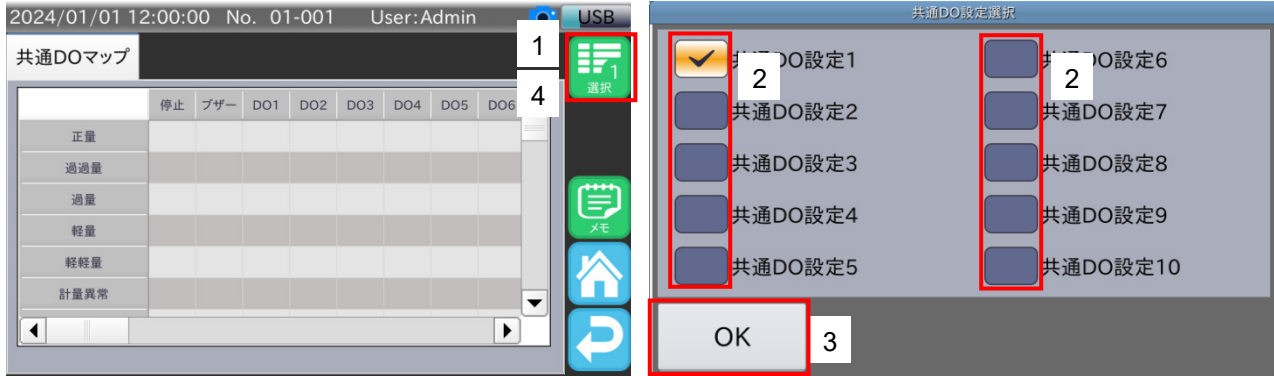 2024/01/01 12:00:00 No. 01-001 User:Admin USB
共通DOマップ
1
1
選択
4
停止 ブザー DO1 DO2 DO3 DO4 DO5 DO6
正量
過過量
過量
軽量
軽軽量
計量異常
メモ
共通DO設定選択
共通DO設定1
共通DO設定2
共通DO設定3
共通DO設定4
共通DO設定5
2
共通DO設定6
共通DO設定7
共通DO設定8
共通DO設定9
共通DO設定10
2
OK
3